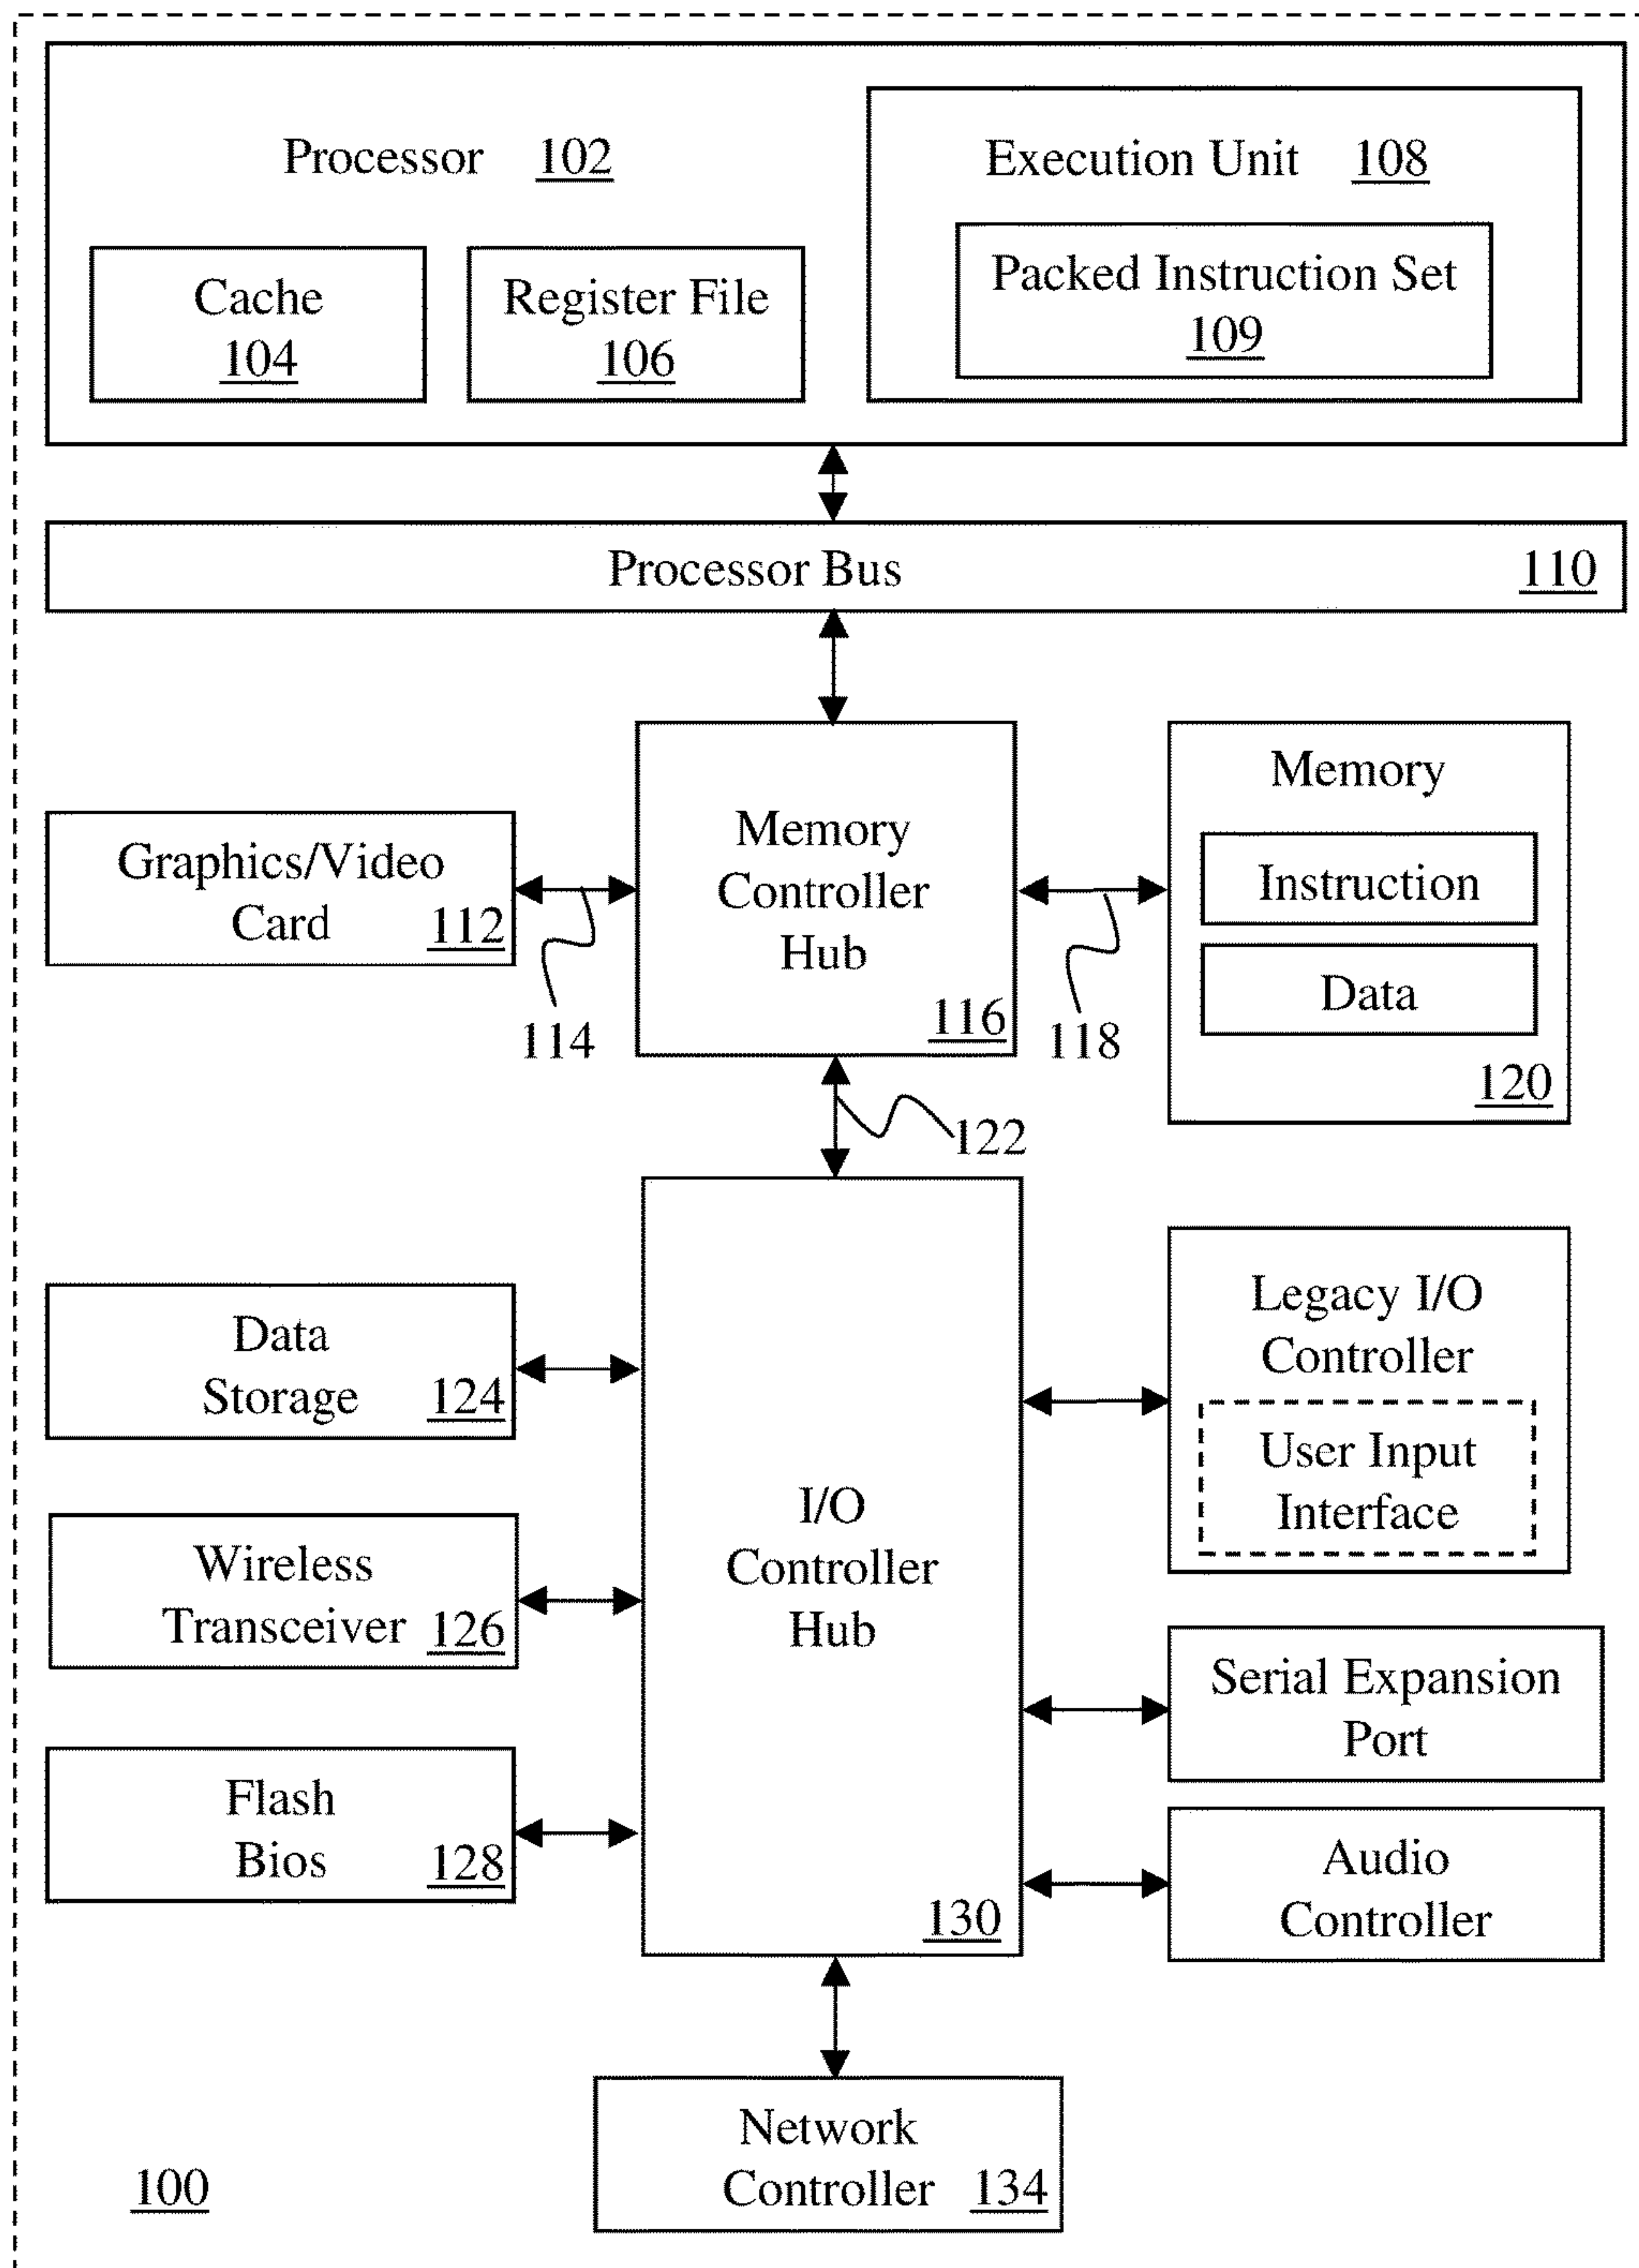 Processor 102
Execution Unit 108
Cache
104
Register File
106
Packed Instruction Set
109
Processor Bus 110
Graphics/Video
Card 112
114
Memory
Controller
Hub
116
118
Memory
Instruction
Data
120
122
Data
Storage 124
Wireless
Transceiver 126
Flash
Bios 128
I/O
Controller
Hub
130
Legacy I/O
Controller
User Input
Interface
Serial Expansion
Port
Audio
Controller
Network
Controller 134
100